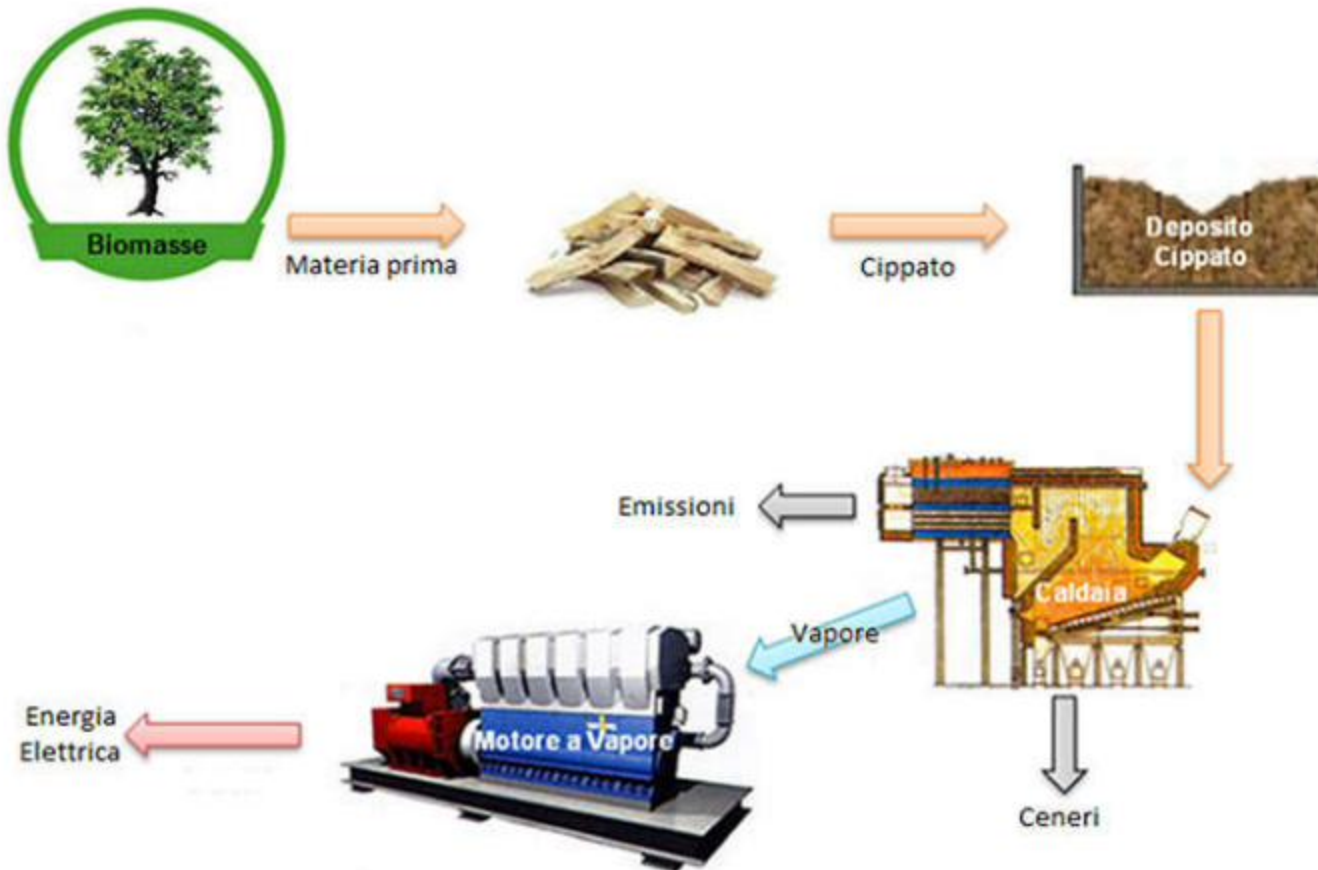 Biomasse
Materia prima
Cippato
Deposito
Cippato
Emissioni
Caldaia
Vapore
Motore a Vapore
Energia
Elettrica
Ceneri